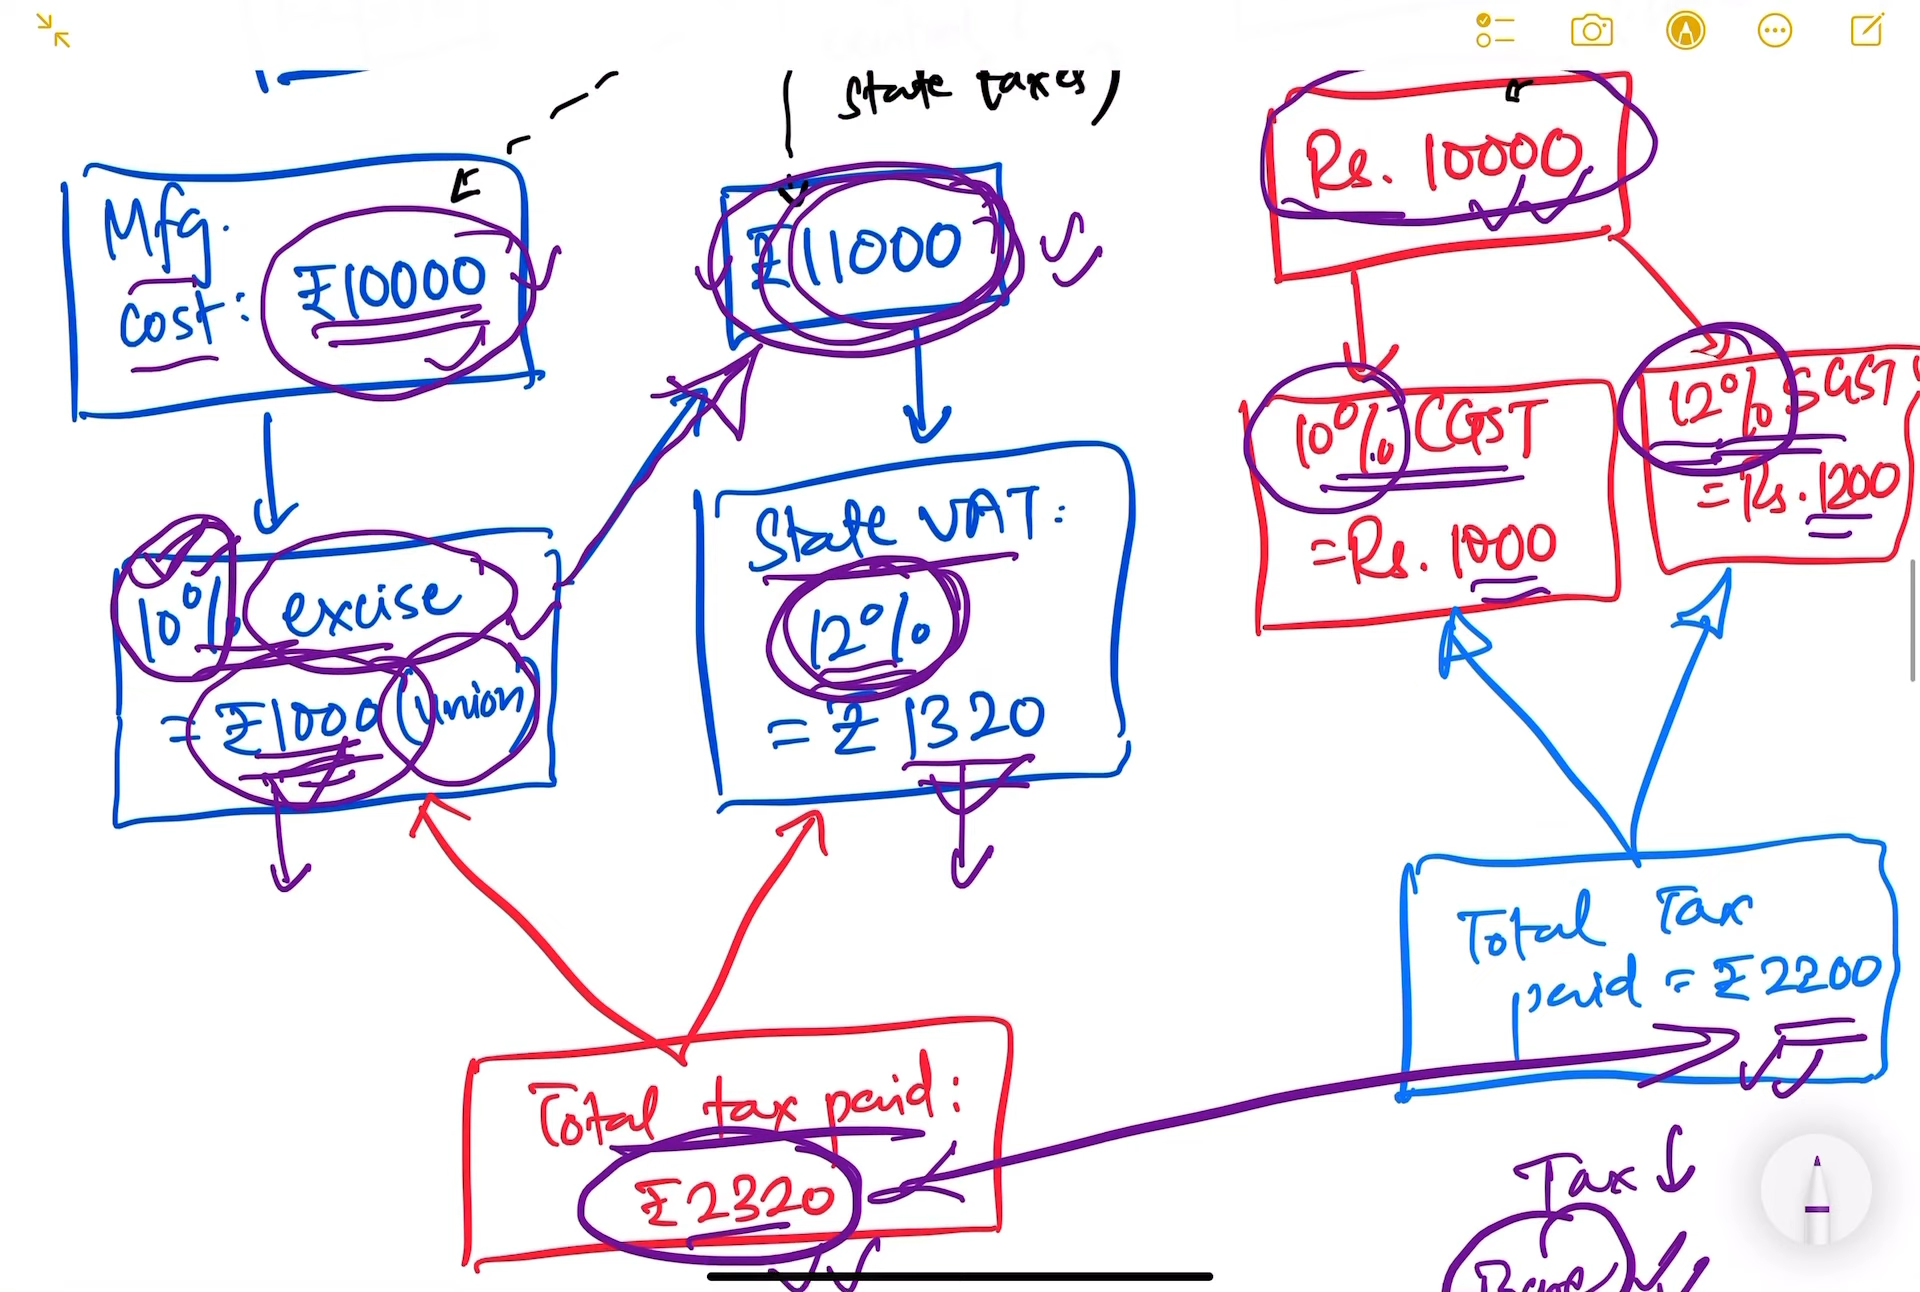 state taxes)
Mfg.
cost: ₹10000
₹11000
Rs. 10000
10% excise
= ₹1000 (Union)
State VAT:
12%
= ₹1320
10% CGST
= Rs. 1000
12% SGST
= Rs. 1200
Total tax paid:
₹2320
Total Tax
paid = ₹2200
Tax ↓